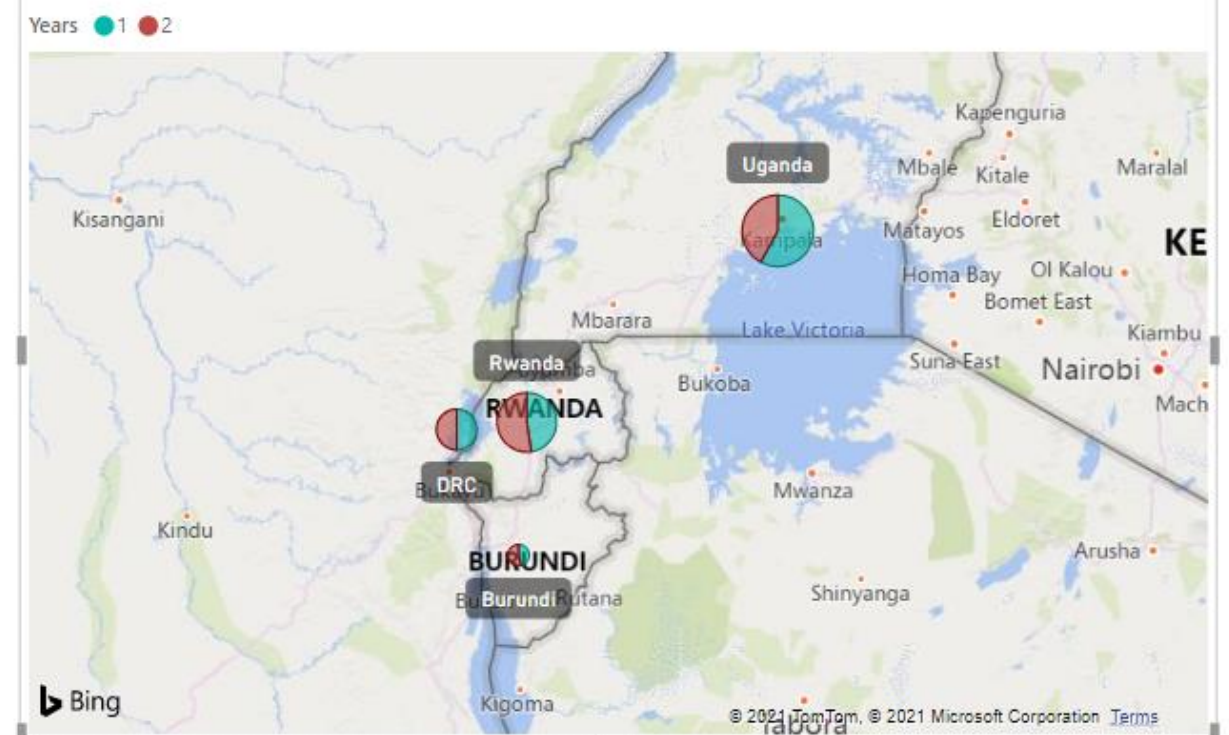 Years 1 2
Kapenguria
Uganda
Mbale
Kitale
Maralal
Kisangani
Eldoret
Matayos
Kampala
KE
Homa Bay
Ol Kalou
Bomet East
Mbarara
Lake Victoria
Kiambu
Rwanda
Suna East
Nairobi
Bukoba
RWANDA
Mach
DRC
Mwanza
Kindu
Arusha
BURUNDI
Shinyanga
Burundi
Rutana
Bing
Kigoma
© 2021 TomTom, © 2021 Microsoft Corporation Terms
Tabora